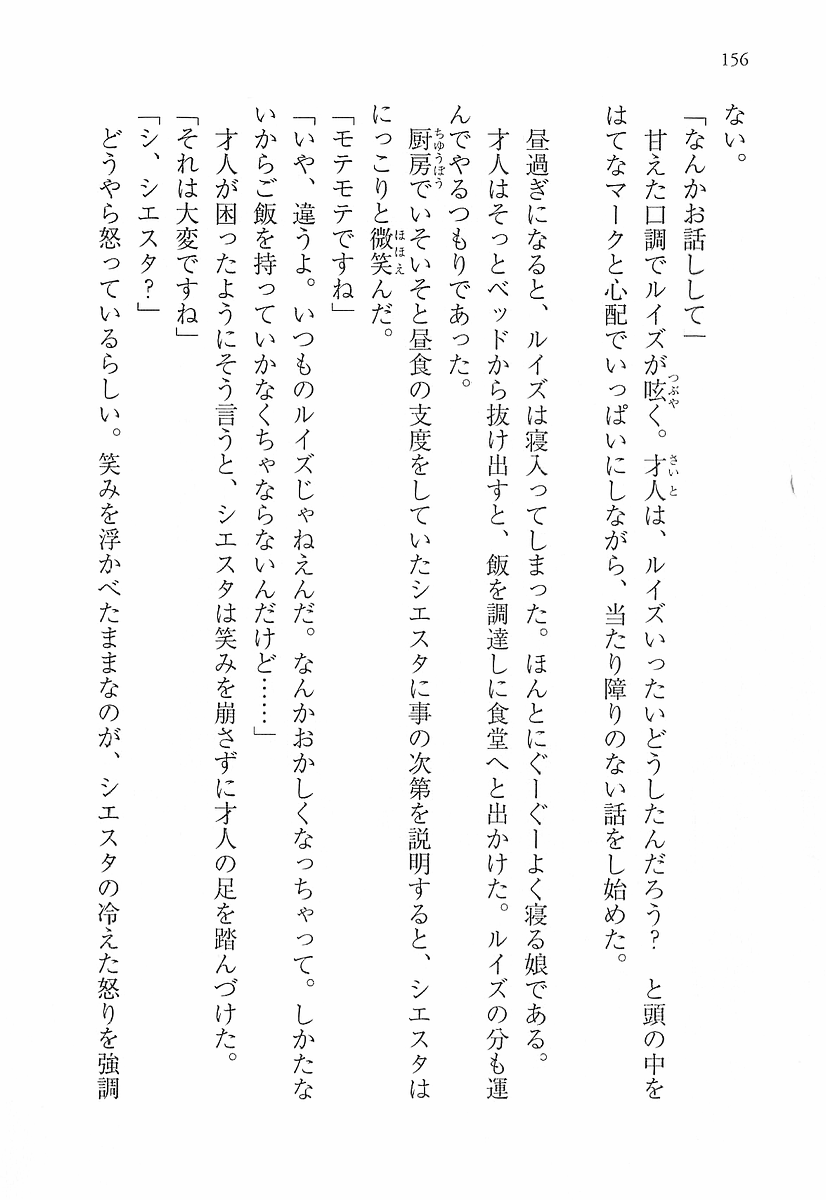 156
ない。
「なんかお話しして」
甘えた口調でルイズが呟く。才人は、ルイズいったいどうしたんだろう？　と頭の中を
はてなマークと心配でいっぱいにしながら、当たり障りのない話をし始めた。
昼過ぎになると、ルイズは寝入ってしまった。ほんとにぐーぐーよく寝る娘である。
才人はそっとベッドから抜け出すと、飯を調達しに食堂へと出かけた。ルイズの分も運
んでやるつもりであった。
厨房でいそいそと昼食の支度をしていたシエスタに事の次第を説明すると、シエスタは
にっこりと微笑んだ。
「モテモテですね」
「いや、違うよ。いつものルイズじゃねえんだ。なんかおかしくなっちゃって。しかたな
いからご飯を持っていかなくちゃならないんだけど……」
才人が困ったようにそう言うと、シエスタは笑みを崩さずに才人の足を踏んづけた。
「それは大変ですね」
「シ、シエスタ？」
どうやら怒っているらしい。笑みを浮かべたままなのが、シエスタの冷えた怒りを強調